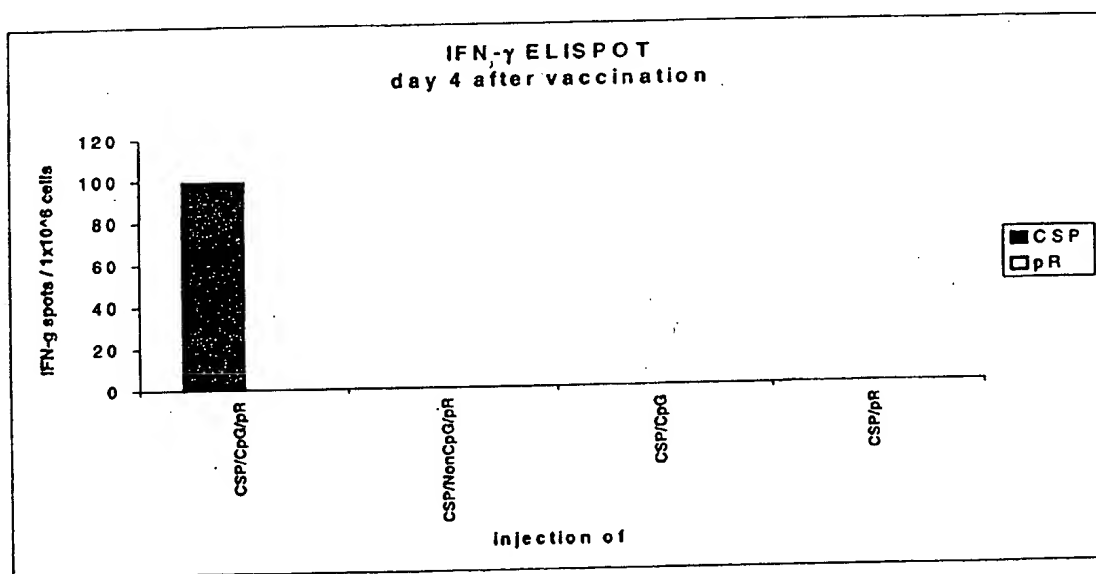 IFN-γ ELISPOT
day 4 after vaccination
IFN-g spots / 1x10^6 cells
120
100
80
60
40
20
0
CSP
pR
CSP/CpG/pR
CSP/NonCpG/pR
CSP/CpG
CSP/pR
injection of